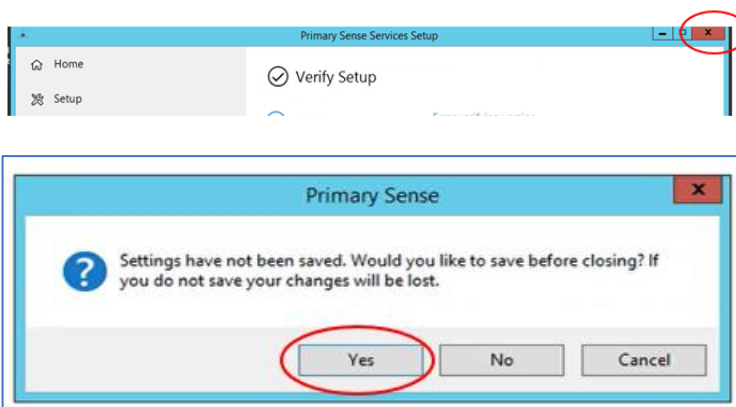 Primary Sense Services Setup
Home
Verify Setup
Setup
Primary Sense
Settings have not been saved. Would you like to save before closing? If
you do not save your changes will be lost.
Yes No Cancel